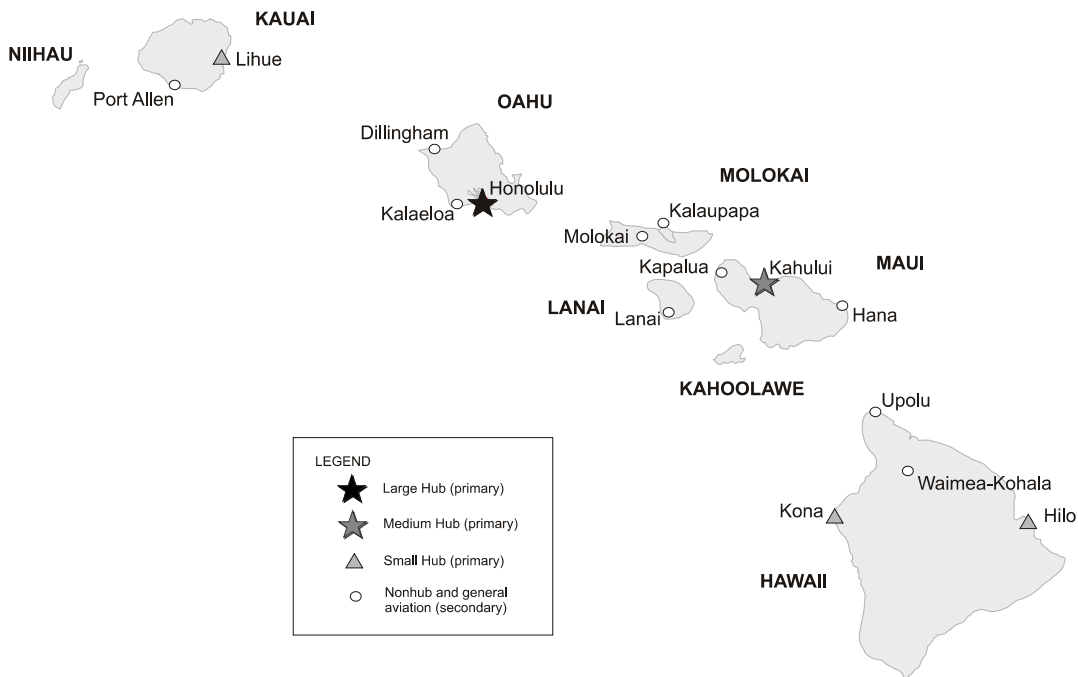 KAUAI
NIIHAU
Lihue
Port Allen
OAHU
Dillingham
Honolulu
Kalaeloa
MOLOKAI
Kalaupapa
Molokai
Kapalua
Kahului
MAUI
LANAI
Lanai
Hana
KAHOOLAWE
Upolu
Waimea-Kohala
Kona
Hilo
HAWAII
LEGEND
Large Hub (primary)
Medium Hub (primary)
Small Hub (primary)
Nonhub and general
aviation (secondary)